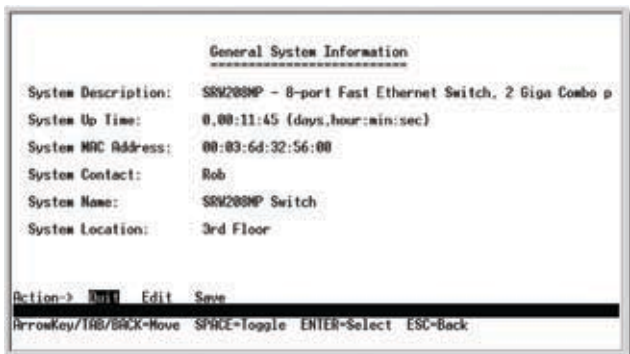 General System Information
System Description: SRW208MP - 8-port Fast Ethernet Switch, 2 Giga Combo p
System Up Time: 0,00:11:45 (days,hour:min:sec)
System MAC Address: 00:03:6d:32:56:00
System Contact: Rob
System Name: SRW208MP Switch
System Location: 3rd Floor
Action-> Quit Edit Save
ArrowKey/TAB/BACK=Move SPACE=Toggle ENTER=Select ESC=Back